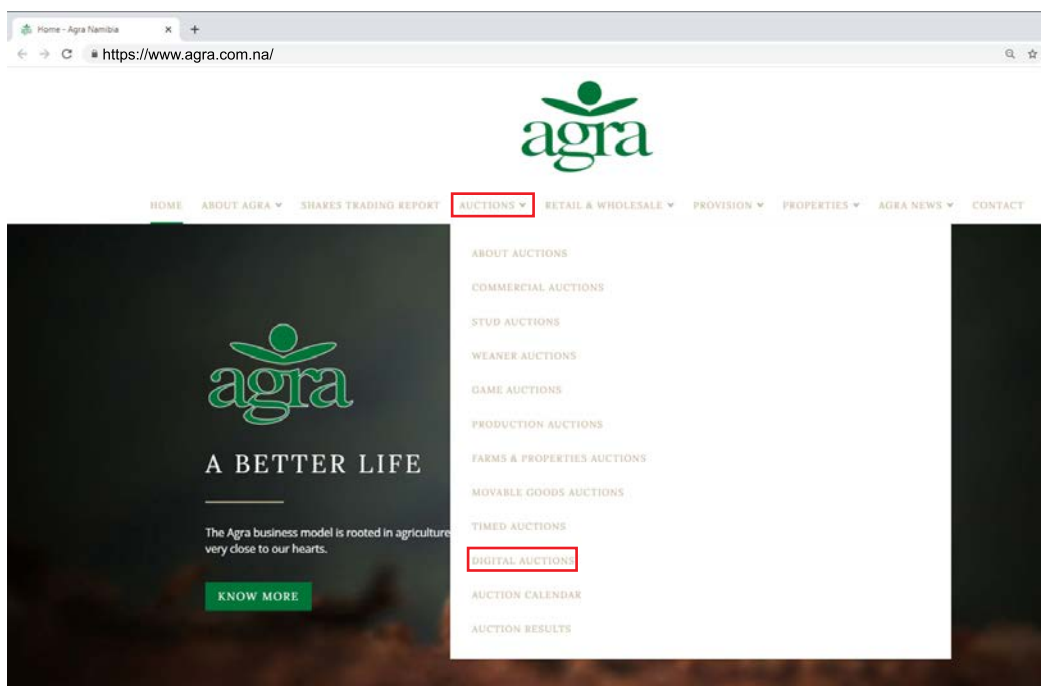 Home - Agra Namibia
https://www.agra.com.na/
agra
HOME ABOUT AGRA SHARES TRADING REPORT AUCTIONS RETAIL & WHOLESALE PROVISION PROPERTIES AGRA NEWS CONTACT
ABOUT AUCTIONS
COMMERCIAL AUCTIONS
STUD AUCTIONS
WEANER AUCTIONS
GAME AUCTIONS
PRODUCTION AUCTIONS
FARMS & PROPERTIES AUCTIONS
MOVABLE GOODS AUCTIONS
TIMED AUCTIONS
DIGITAL AUCTIONS
AUCTION CALENDAR
AUCTION RESULTS
agra
A BETTER LIFE
The Agra business model is rooted in agriculture
very close to our hearts.
KNOW MORE